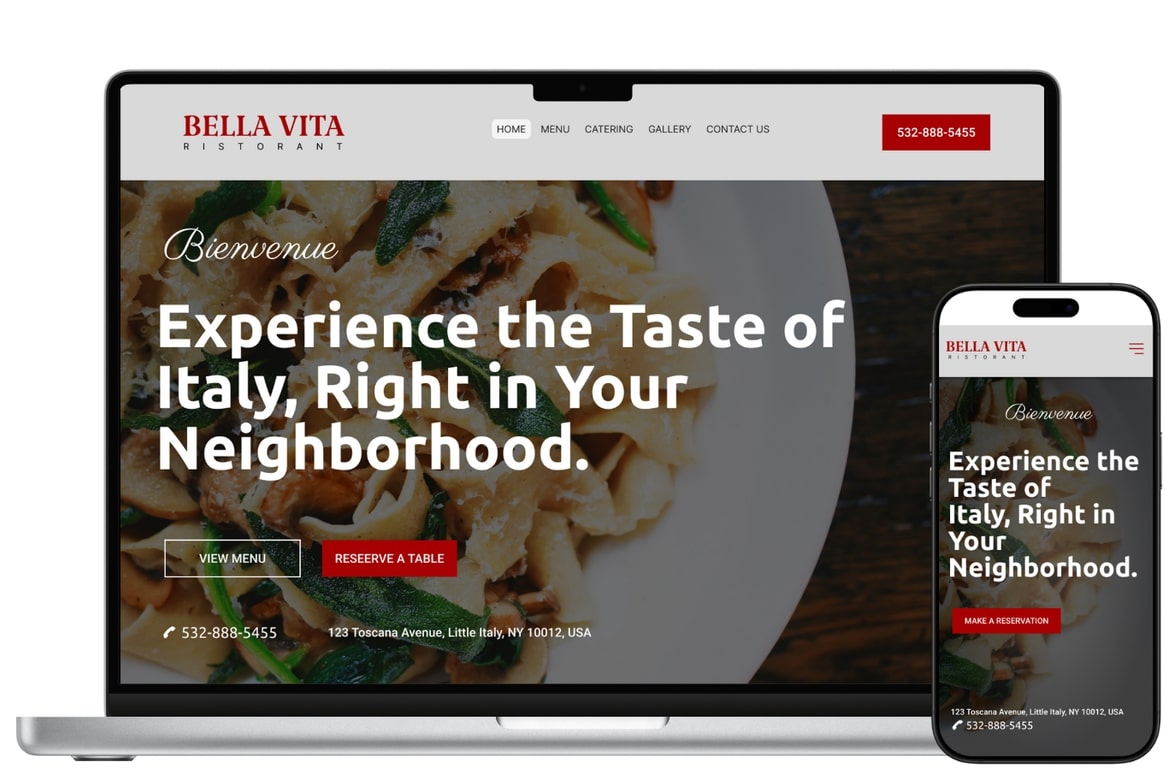 BELLA VITA
RISTORANT
HOME MENU CATERING GALLERY CONTACT US
532-888-5455
Bienvenue
Experience the Taste of
Italy, Right in Your
Neighborhood.
VIEW MENU
RESEERVE A TABLE
532-888-5455
123 Toscana Avenue, Little Italy, NY 10012, USA
BELLA VITA
RISTORANT
Bienvenue
Experience the
Taste of
Italy, Right in
Your
Neighborhood.
MAKE A RESERVATION
123 Toscana Avenue, Little Italy, NY 10012, USA
532-888-5455